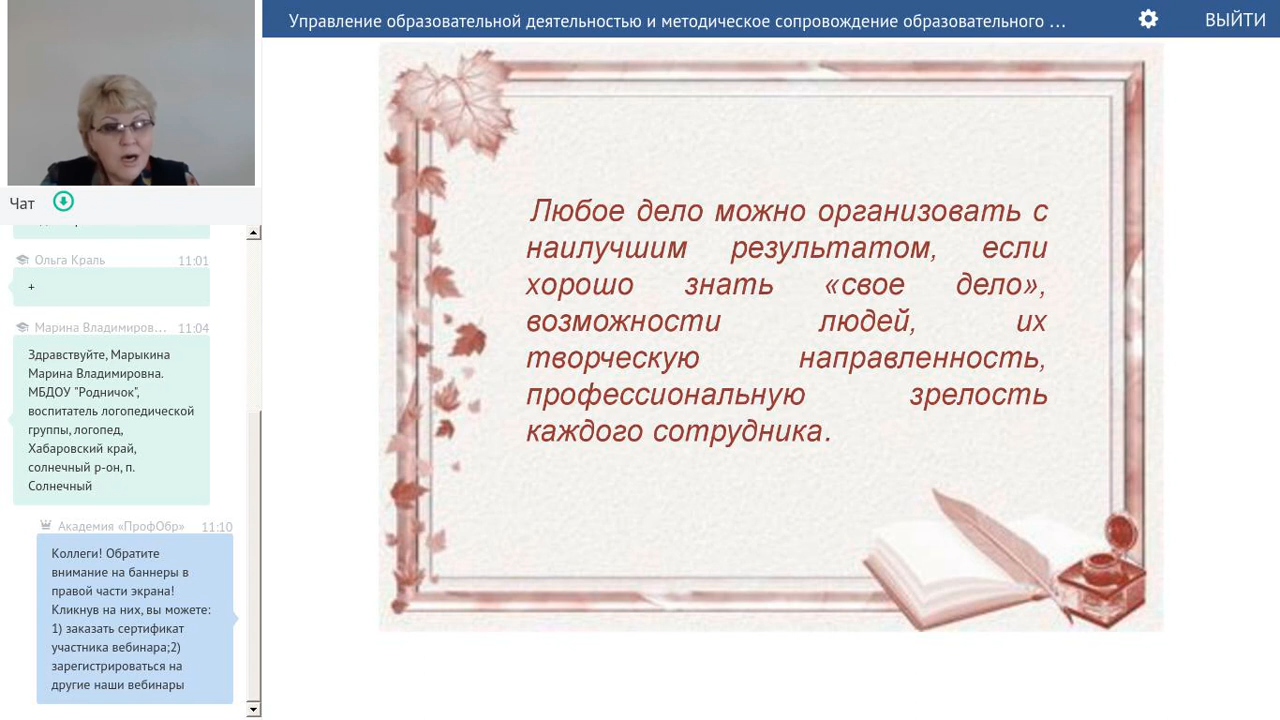 Управление образовательной деятельностью и методическое сопровождение образовательного ...
ВЫЙТИ
Чат
Ольга Краль 11:01
+
Марина Владимиров... 11:04
Здравствуйте, Марыкина
Марина Владимировна.
МБДОУ "Родничок",
воспитатель логопедической
группы, логопед,
Хабаровский край,
солнечный р-он, п.
Солнечный
Академия «ПрофОбр» 11:10
Коллеги! Обратите
внимание на баннеры в
правой части экрана!
Кликнув на них, вы можете:
1) заказать сертификат
участника вебинара;2)
зарегистрироваться на
другие наши вебинары
Любое дело можно организовать с
наилучшим результатом, если
хорошо знать «свое дело»,
возможности людей, их
творческую направленность,
профессиональную зрелость
каждого сотрудника.